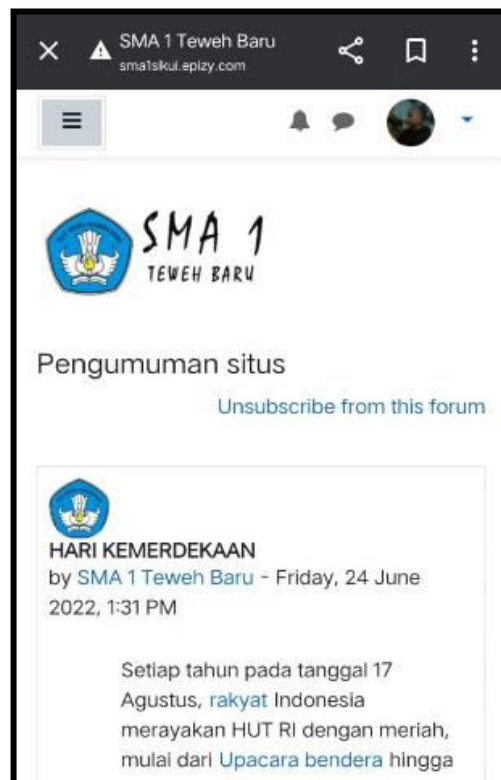 SMA 1 Teweh Baru
sma1sikui.epizy.com
SMA 1
TEWEH BARU
Pengumuman situs
Unsubscribe from this forum
HARI KEMERDEKAAN
by SMA 1 Teweh Baru - Friday, 24 June
2022, 1:31 PM
Setiap tahun pada tanggal 17
Agustus, rakyat Indonesia
merayakan HUT RI dengan meriah,
mulai dari Upacara bendera hingga